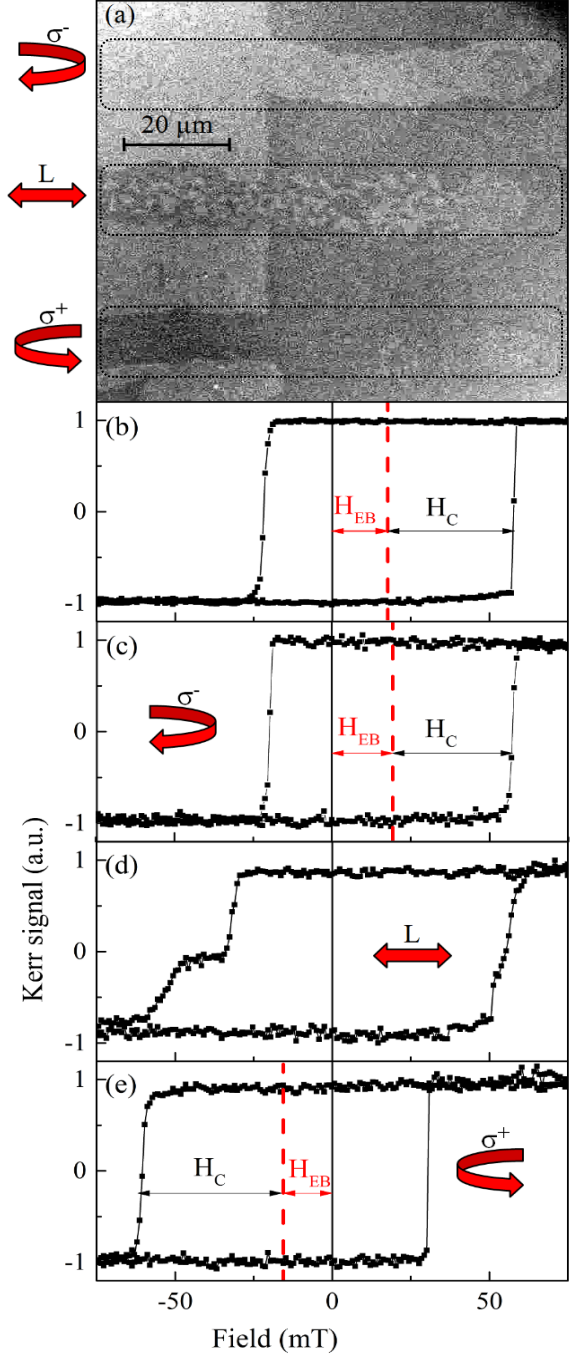 (a)
σ-
20 µm
L
σ+
(b)
1
0
-1
H_EB
H_C
(c)
1
0
-1
σ-
H_EB
H_C
(d)
1
0
-1
L
(e)
1
0
-1
H_C
H_EB
σ+
-50 0 50
Field (mT)
Kerr signal (a.u.)